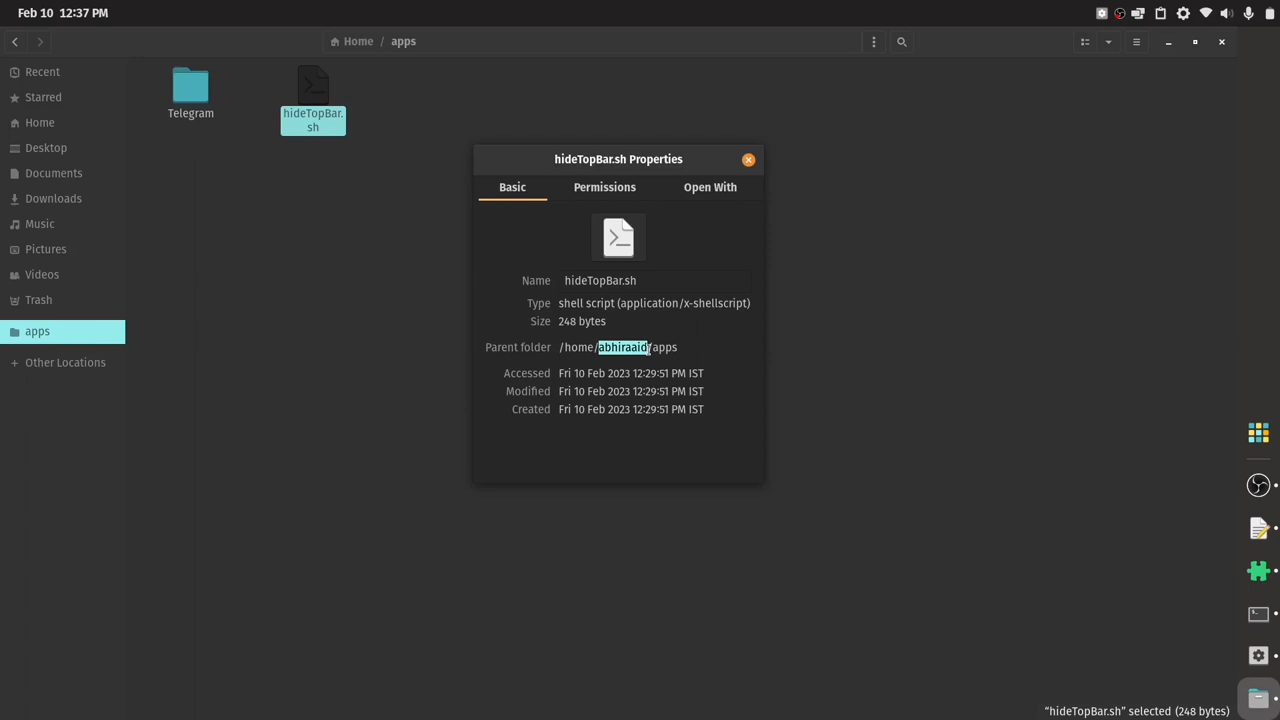 Feb 10 12:37 PM
Home / apps
Recent
Starred
Home
Desktop
Documents
Downloads
Music
Pictures
Videos
Trash
apps
Other Locations
Telegram
hideTopBar.
sh
hideTopBar.sh Properties
Basic Permissions Open With
Name hideTopBar.sh
Type shell script (application/x-shellscript)
Size 248 bytes
Parent folder /home/abhiraaid/apps
Accessed Fri 10 Feb 2023 12:29:51 PM IST
Modified Fri 10 Feb 2023 12:29:51 PM IST
Created Fri 10 Feb 2023 12:29:51 PM IST
“hideTopBar.sh” selected (248 bytes)